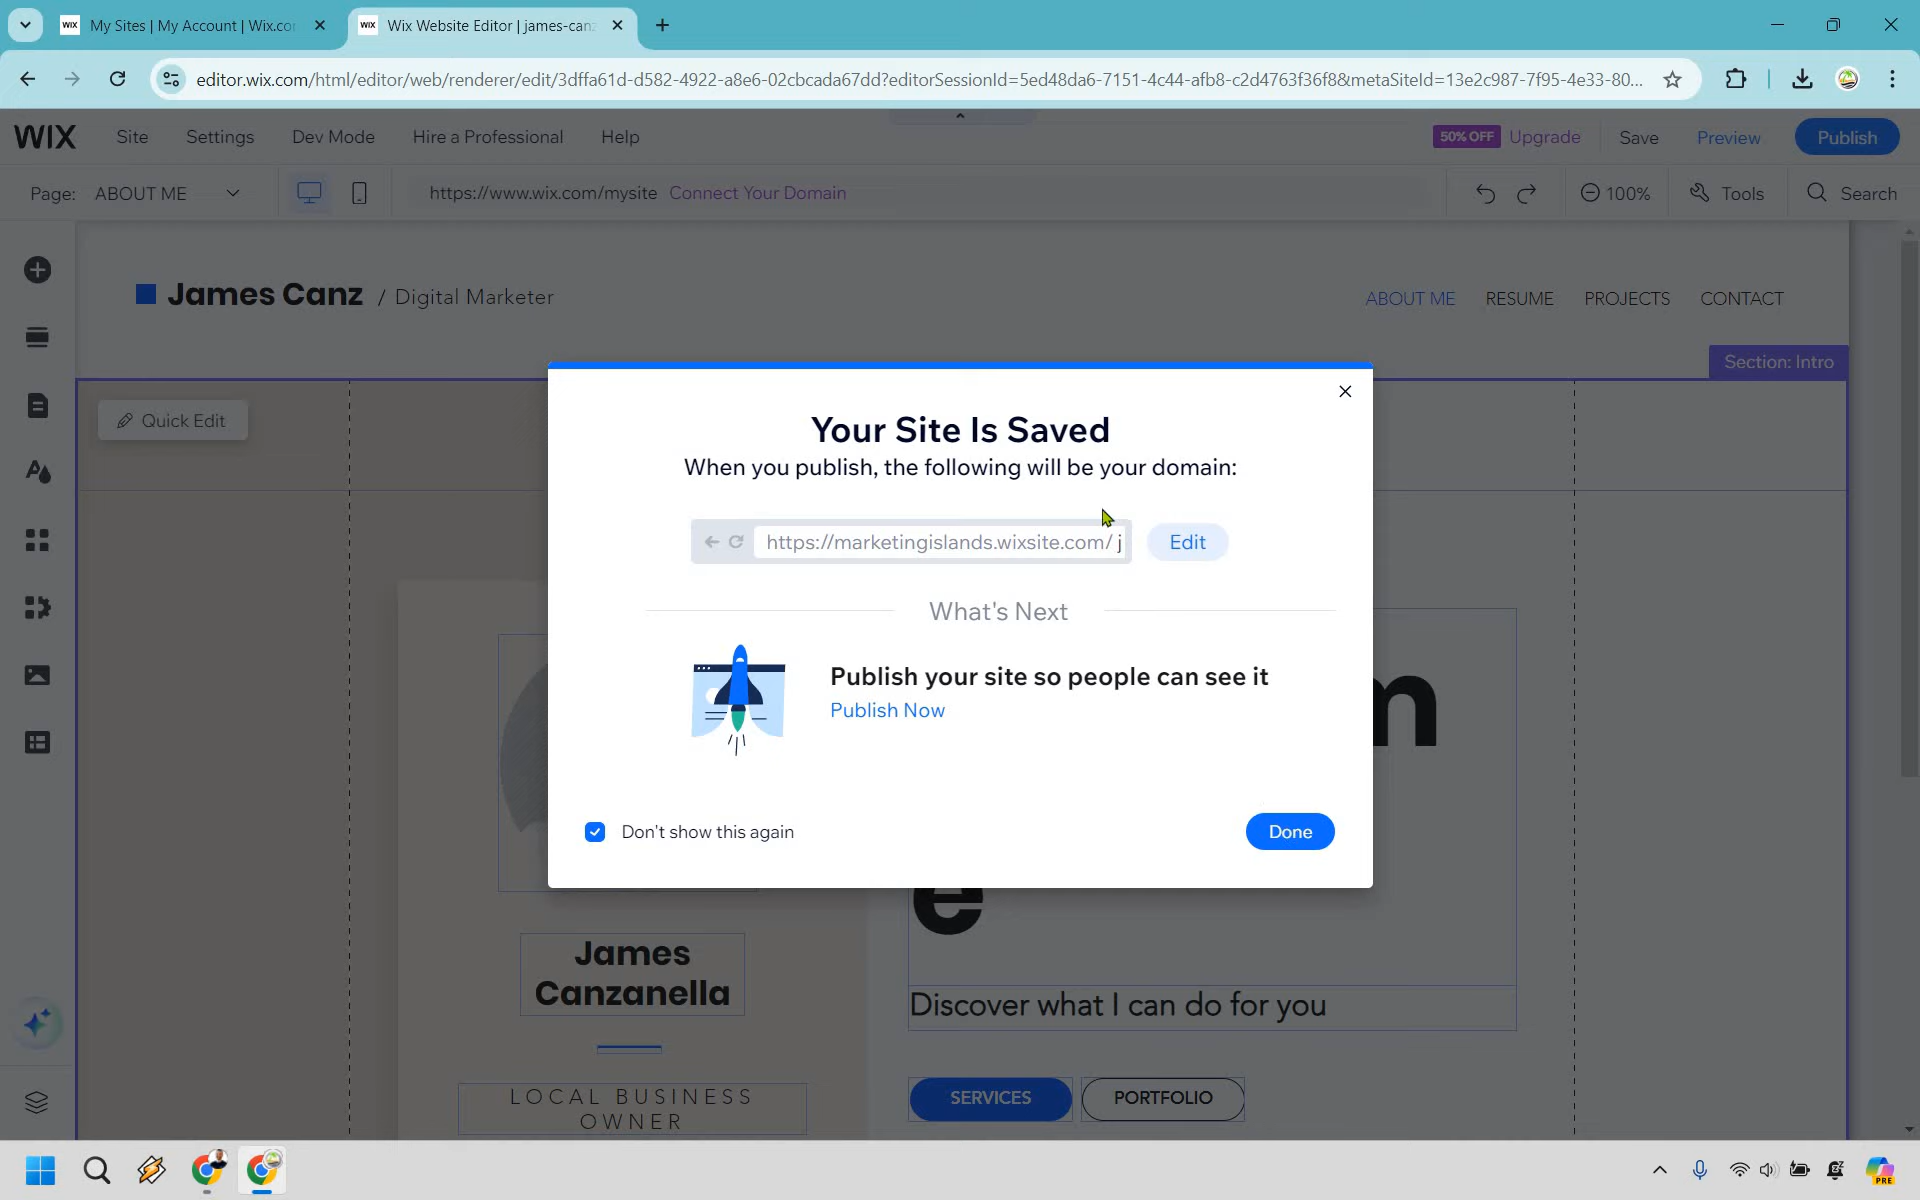 My Sites | My Account | Wix.co
Wix Website Editor | james-canz
editor.wix.com/html/editor/web/renderer/edit/3dffa61d-d582-4922-a8e6-02cbcada67dd?editorSessionId=5ed48da6-7151-4c44-afb8-c2d4763f36f8&metaSiteId=13e2c987-7f95-4e33-80...
WIX Site Settings Dev Mode Hire a Professional Help 50% OFF Upgrade Save Preview Publish
Page: ABOUT ME https://www.wix.com/mysite Connect Your Domain 100% Tools Search
James Canz / Digital Marketer
ABOUT ME RESUME PROJECTS CONTACT
Section: Intro
Quick Edit
Your Site Is Saved
When you publish, the following will be your domain:
https://marketingislands.wixsite.com/ j Edit
What's Next
Publish your site so people can see it
Publish Now
Don't show this again
Done
m
e
James
Canzanella
Discover what I can do for you
LOCAL BUSINESS
OWNER
SERVICES PORTFOLIO
PRE